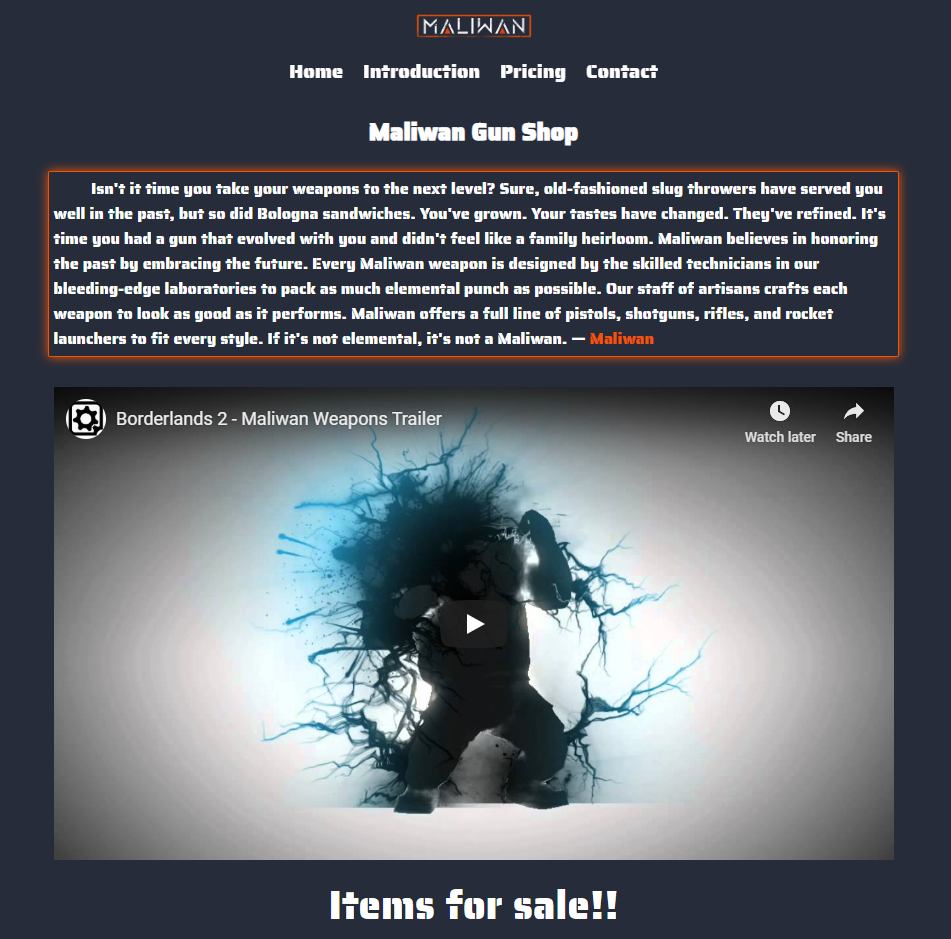 MALIWAN
Home Introduction Pricing Contact
Maliwan Gun Shop
Isn't it time you take your weapons to the next level? Sure, old-fashioned slug throwers have served you
well in the past, but so did Bologna sandwiches. You've grown. Your tastes have changed. They've refined. It's
time you had a gun that evolved with you and didn't feel like a family heirloom. Maliwan believes in honoring
the past by embracing the future. Every Maliwan weapon is designed by the skilled technicians in our
bleeding-edge laboratories to pack as much elemental punch as possible. Our staff of artisans crafts each
weapon to look as good as it performs. Maliwan offers a full line of pistols, shotguns, rifles, and rocket
launchers to fit every style. If it's not elemental, it's not a Maliwan. — Maliwan
Borderlands 2 - Maliwan Weapons Trailer
Watch later Share
Items for sale!!